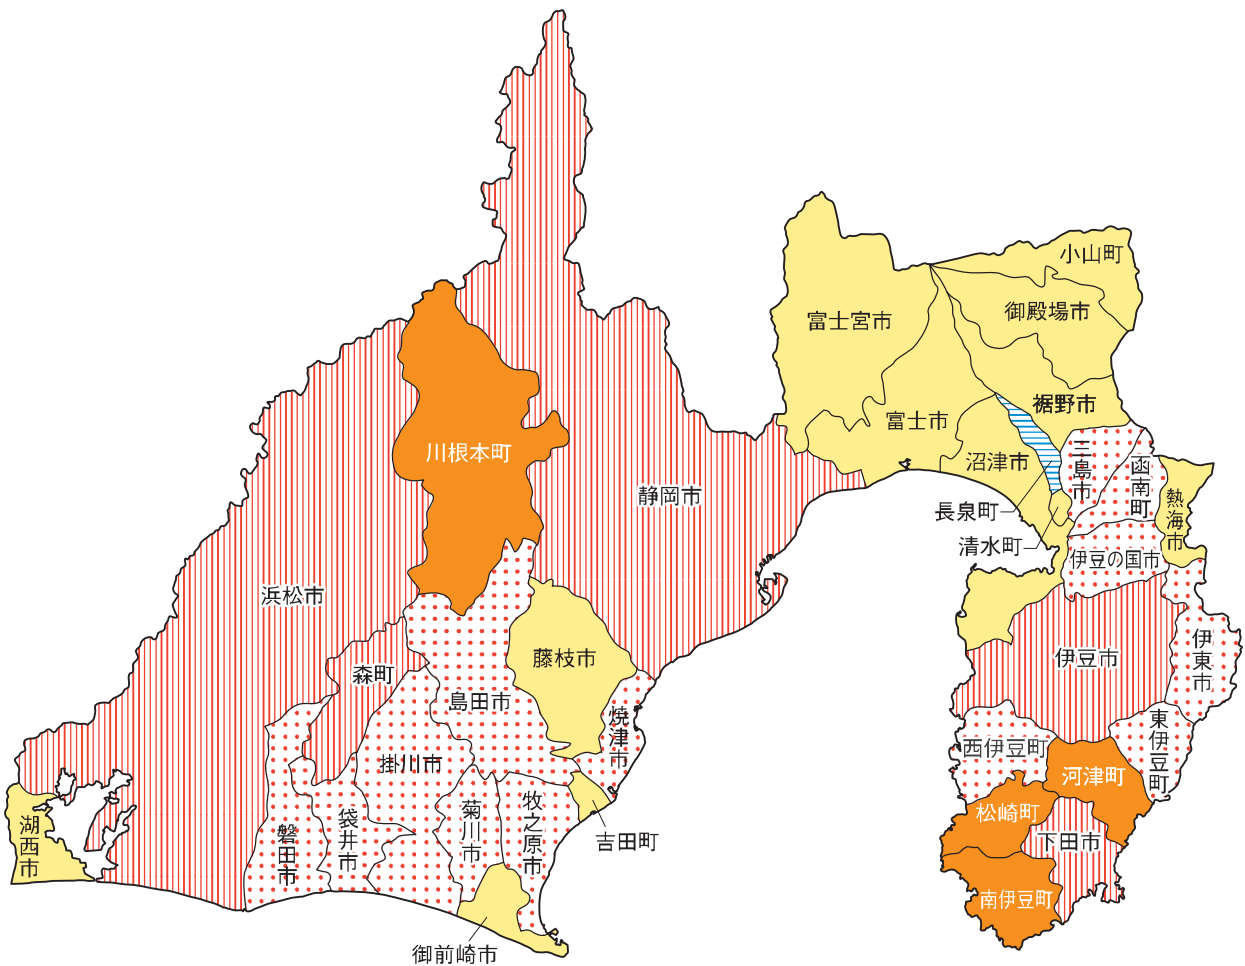 小山町
御殿場市
富士宮市
裾野市
富士市
川根本町
沼津市
三島市
函南町
静岡市
熱海市
長泉町
清水町
伊豆の国市
浜松市
藤枝市
伊豆市
伊東市
森町
島田市
焼津市
西伊豆町
東伊豆町
掛川市
河津町
松崎町
湖西市
磐田市
袋井市
菊川市
牧之原市
吉田町
下田市
南伊豆町
御前崎市